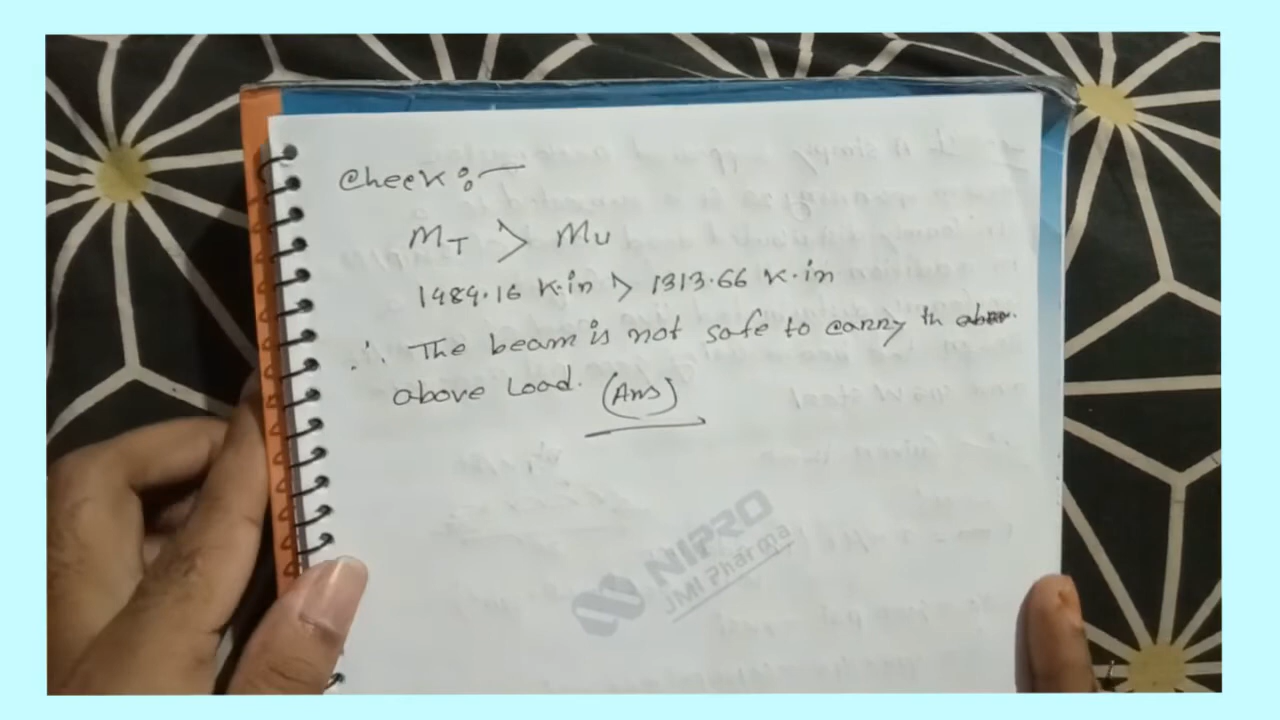 Check :-
MT > Mu
1484.16 K.in > 1313.66 K.in
∴ The beam is not safe to carry th
above Load. (Ans)
NIPRO
JMI Pharma